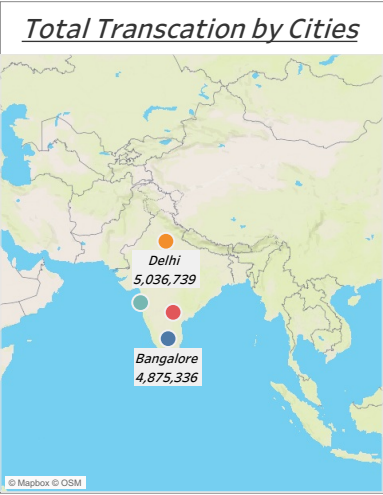 Total Transcation by Cities
Delhi
5,036,739
Bangalore
4,875,336
© Mapbox © OSM